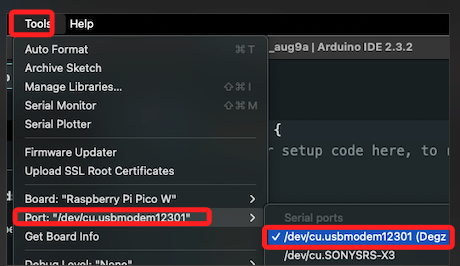 Tools Help
_aug9a | Arduino IDE 2.3.2
Auto Format ⌘ T
Archive Sketch
Manage Libraries... ⇧⌘ I
Serial Monitor ⇧⌘ M
Serial Plotter
{
setup code here, to
Firmware Updater
Upload SSL Root Certificates
Board: "Raspberry Pi Pico W" >
Port: "/dev/cu.usbmodem12301" >
Get Board Info
Serial ports
✓ /dev/cu.usbmodem12301 (Degz
/dev/cu.SONYSRS-X3
Debug Level: "None"